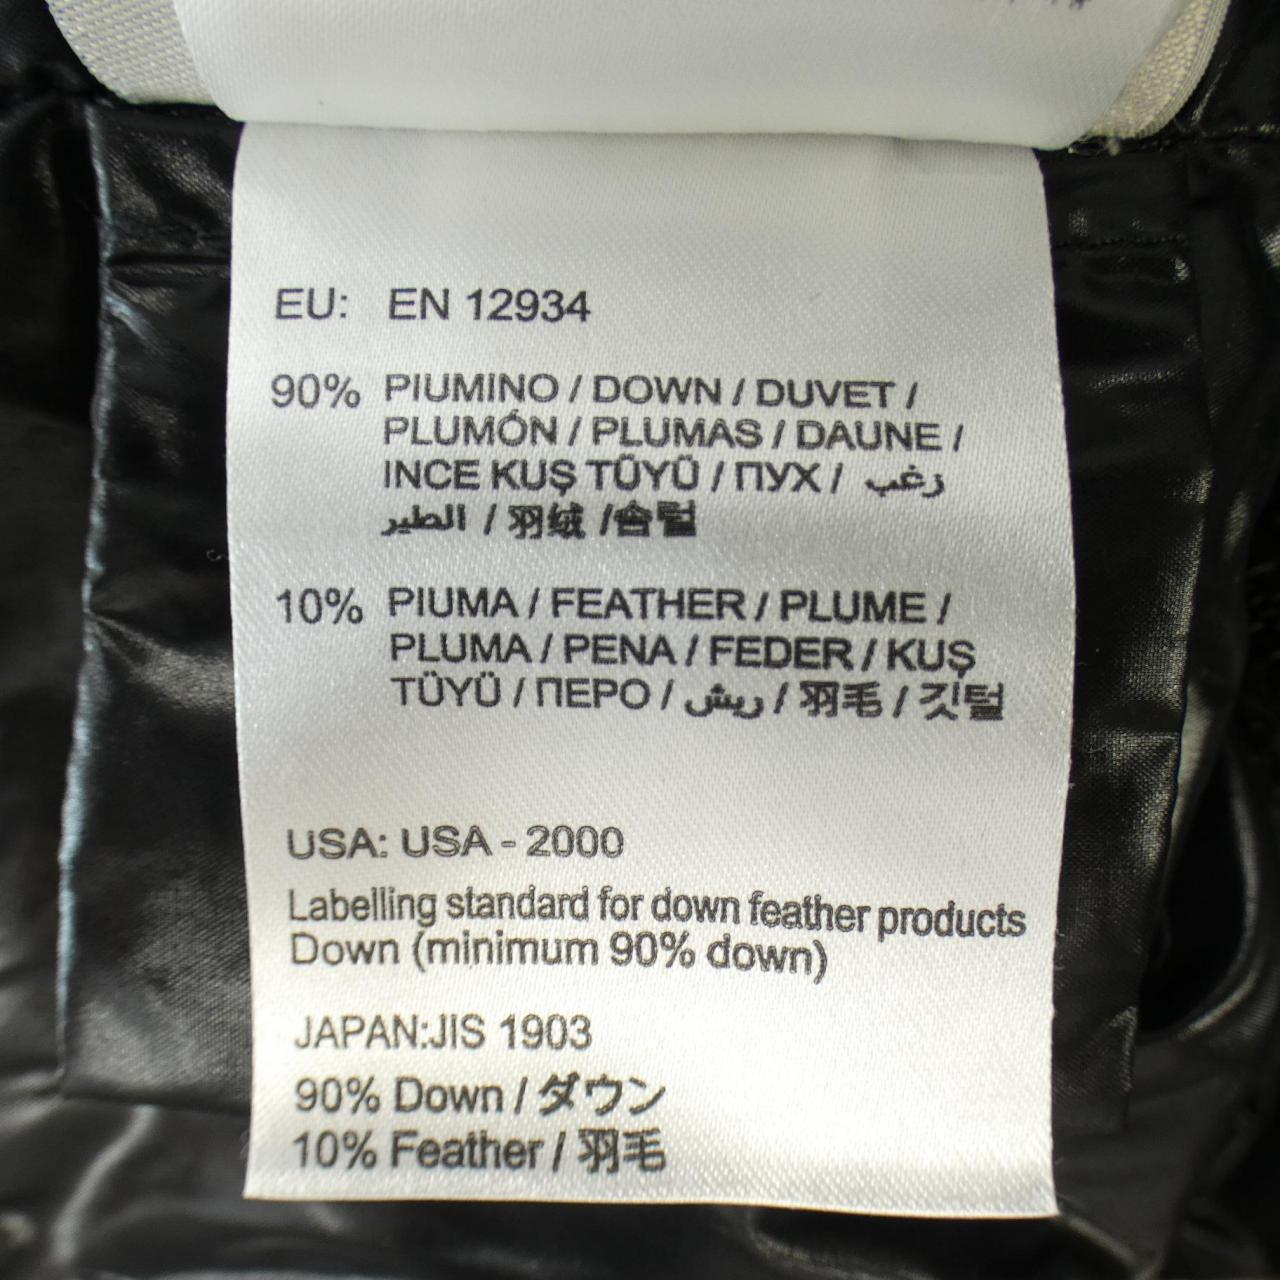 EU: EN 12934
90% PIUMINO / DOWN / DUVET /
PLUMÓN / PLUMAS / DAUNE /
INCE KUŞ TÜYÜ / ПУХ / زغب
الطير / 羽绒 /솜털
10% PIUMA / FEATHER / PLUME /
PLUMA / PENA / FEDER / KUŞ
TÜYÜ / ПЕРО / ريش / 羽毛 / 깃털
USA: USA - 2000
Labelling standard for down feather products
Down (minimum 90% down)
JAPAN:JIS 1903
90% Down / ダウン
10% Feather / 羽毛